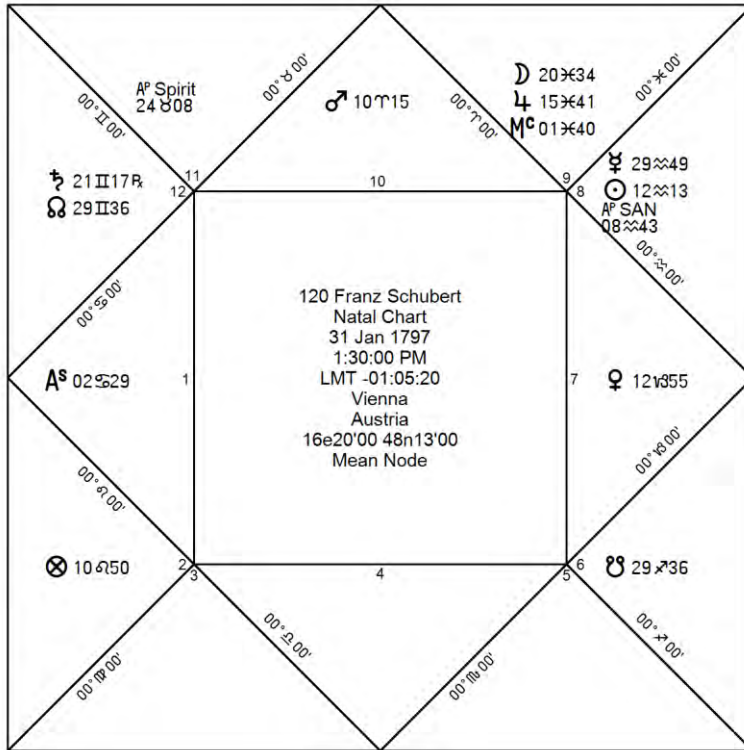 Aᴾ Spirit
24♉08
♂ 10♈15
☽ 20♓34
♃ 15♓41
Mᶜ 01♓40
☿ 29♒49
☉ 12♒13
Aᴾ SAN
08♒43
♄ 21♊17℞
☊ 29♊36
Aˢ 02♋29
⊗ 10♌50
♀ 12♑55
☋ 29♐36
00°♊00'
00°♉00'
00°♈00'
00°♓00'
00°♒00'
00°♑00'
00°♐00'
00°♏00'
00°♎00'
00°♍00'
00°♌00'
00°♋00'
11
12
10
9
8
1
7
2
3
4
5
6
120 Franz Schubert
Natal Chart
31 Jan 1797
1:30:00 PM
LMT -01:05:20
Vienna
Austria
16e20'00 48n13'00
Mean Node